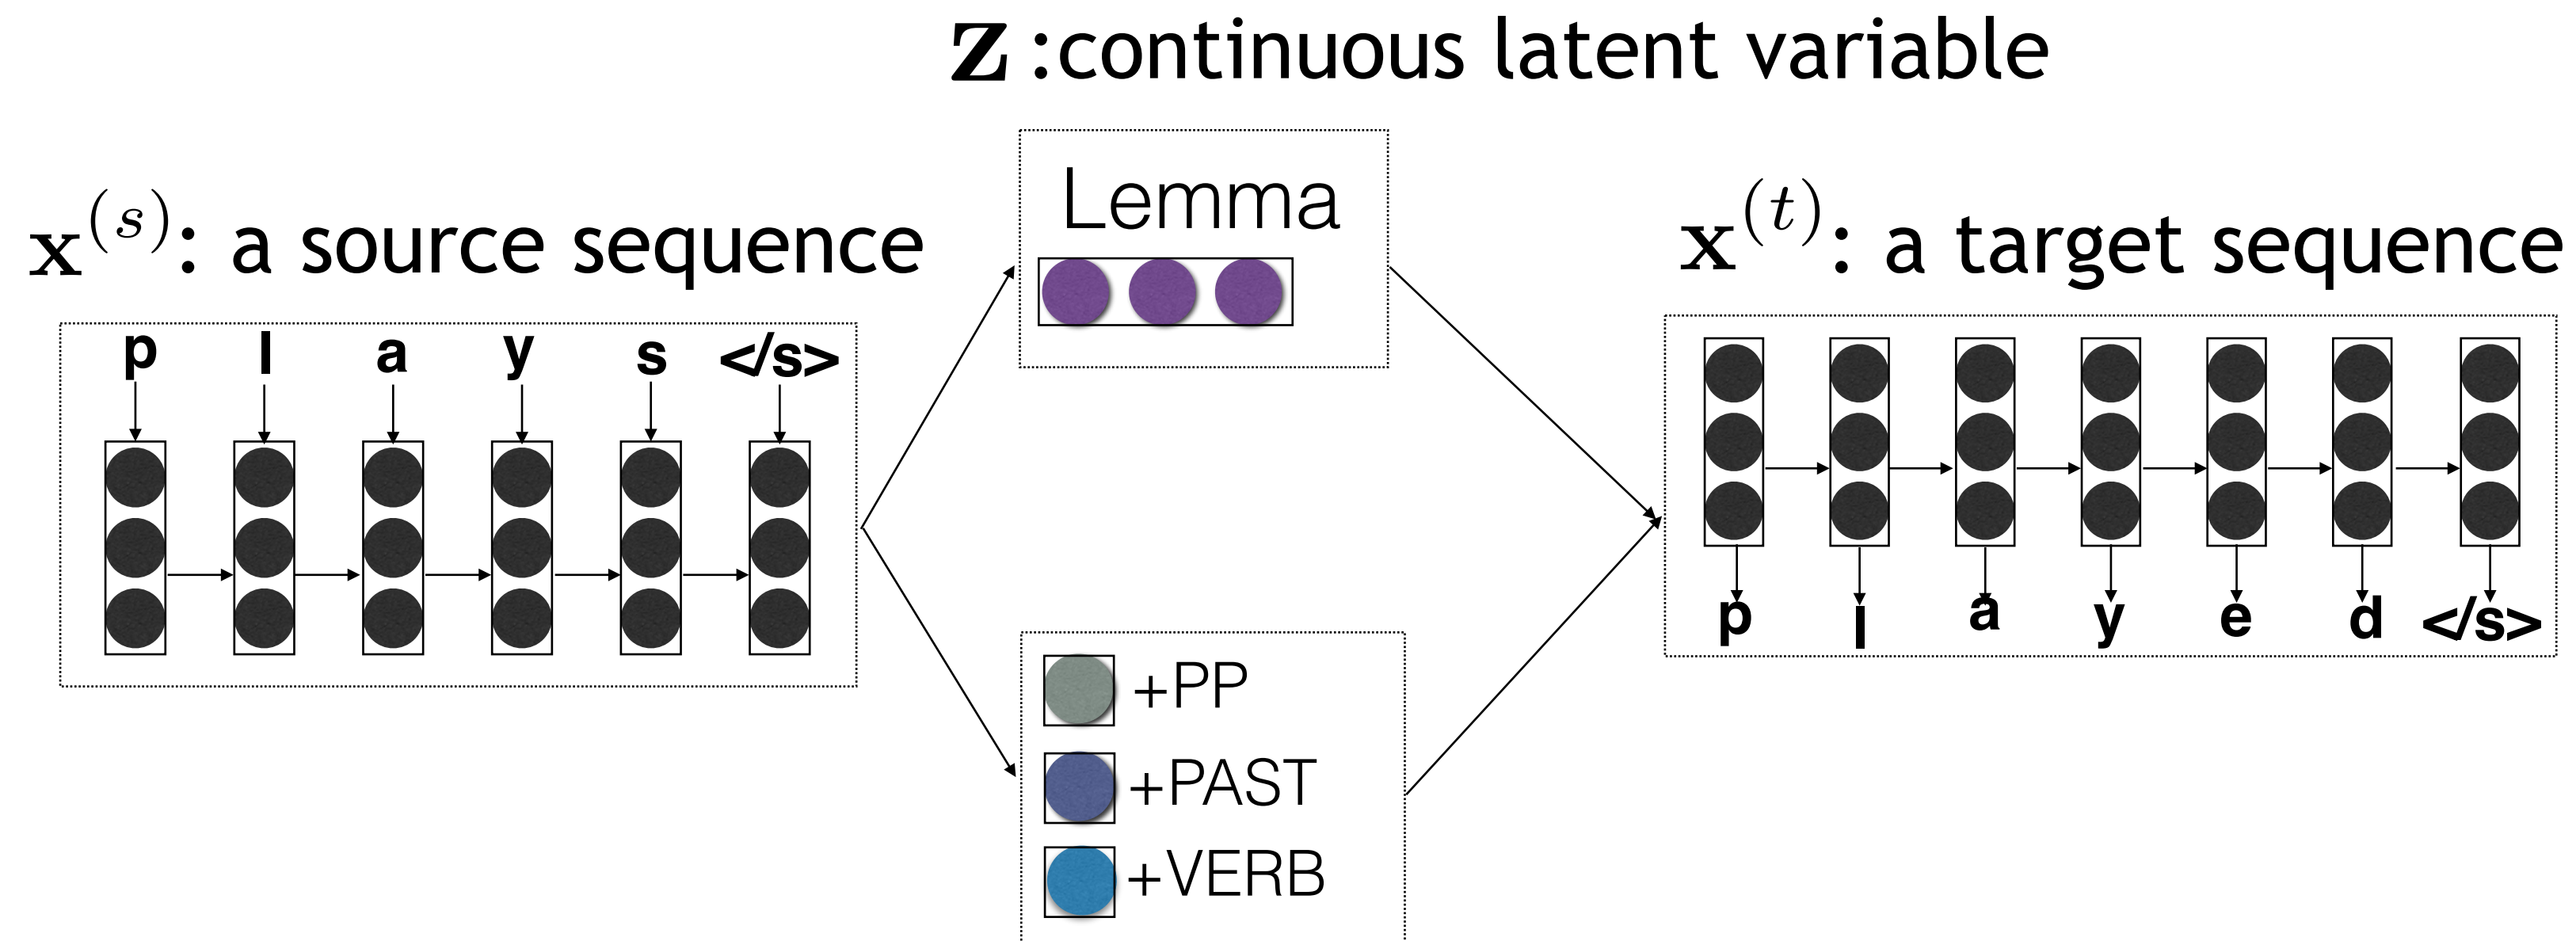 z :continuous latent variable
x^(s): a source sequence
p l a y s </s>
Lemma
+PP
+PAST
+VERB
x^(t): a target sequence
p l a y e d </s>